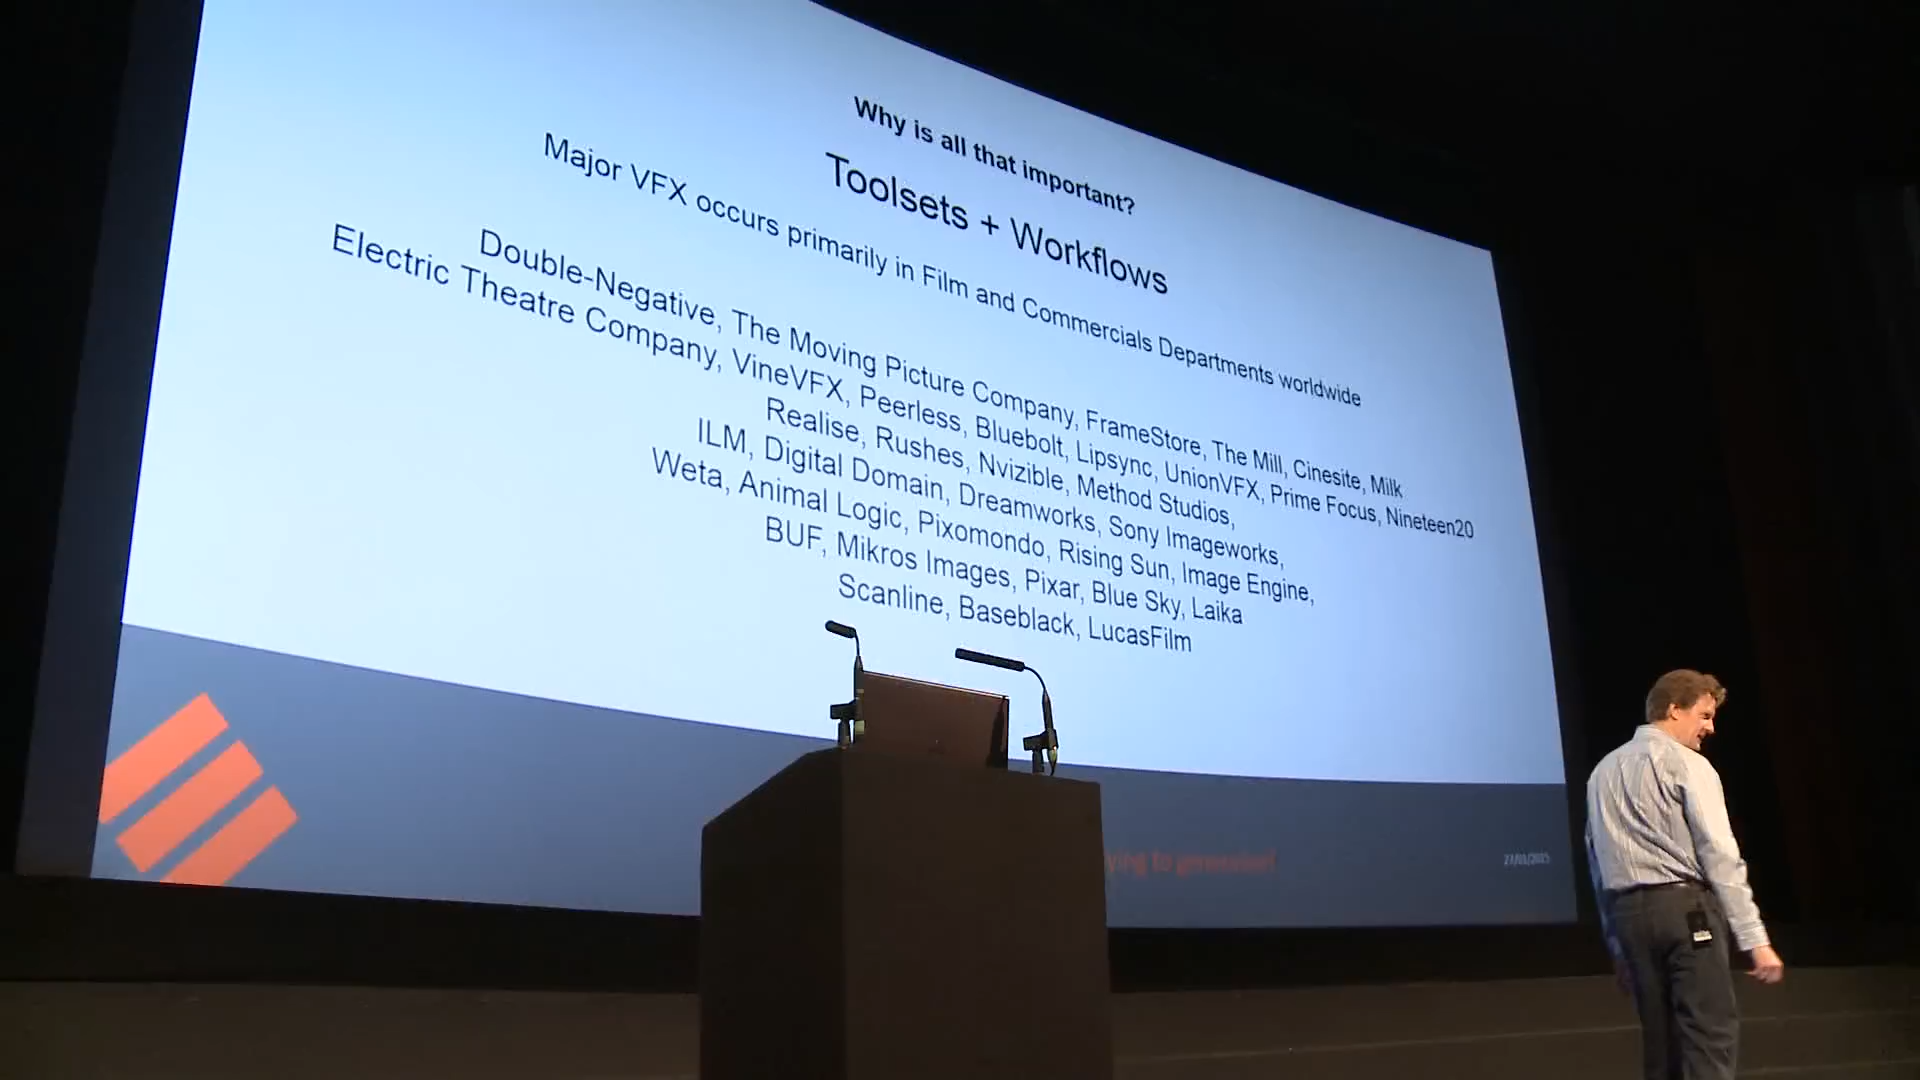 Why is all that important?
Toolsets + Workflows
Major VFX occurs primarily in Film and Commercials Departments worldwide
Double-Negative, The Moving Picture Company, FrameStore, The Mill, Cinesite, Milk
Electric Theatre Company, VineVFX, Peerless, Bluebolt, Lipsync, UnionVFX, Prime Focus, Nineteen20
Realise, Rushes, Nvizible, Method Studios,
ILM, Digital Domain, Dreamworks, Sony Imageworks,
Weta, Animal Logic, Pixomondo, Rising Sun, Image Engine,
BUF, Mikros Images, Pixar, Blue Sky, Laika
Scanline, Baseblack, LucasFilm